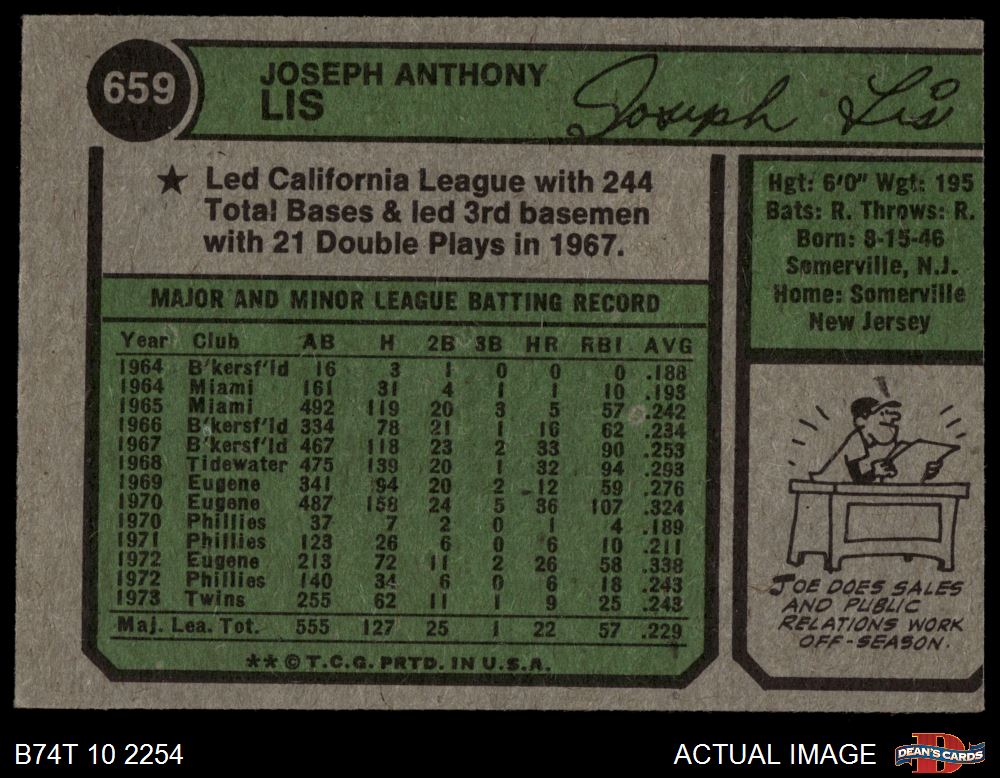 659
JOSEPH ANTHONY
LIS
Joseph Lis
★ Led California League with 244
Total Bases & led 3rd basemen
with 21 Double Plays in 1967.
Hgt: 6'0" Wgt: 195
Bats: R. Throws: R.
Born: 8-15-46
Somerville, N.J.
Home: Somerville
New Jersey
MAJOR AND MINOR LEAGUE BATTING RECORD
Year Club AB H 2B 3B HR RBI AVG
1964 B'kersf'ld 16 3 1 0 0 0 .188
1964 Miami 161 31 4 1 1 10 .193
1965 Miami 492 119 20 3 5 57 .242
1966 B'kersf'ld 334 78 21 1 16 62 .234
1967 B'kersf'ld 467 118 23 2 33 90 .253
1968 Tidewater 475 139 20 1 32 94 .293
1969 Eugene 341 94 20 2 12 59 .276
1970 Eugene 487 158 24 5 36 107 .324
1970 Phillies 37 7 2 0 1 4 .189
1971 Phillies 123 26 6 0 6 10 .211
1972 Eugene 213 72 11 2 26 58 .338
1972 Phillies 140 34 6 0 6 18 .243
1973 Twins 255 62 11 1 9 25 .243
Maj. Lea. Tot. 555 127 25 1 22 57 .229
** © T.C.G. PRTD. IN U.S.A.
JOE DOES SALES
AND PUBLIC
RELATIONS WORK
OFF-SEASON.
B74T 10 2254
ACTUAL IMAGE
DEAN'S CARDS